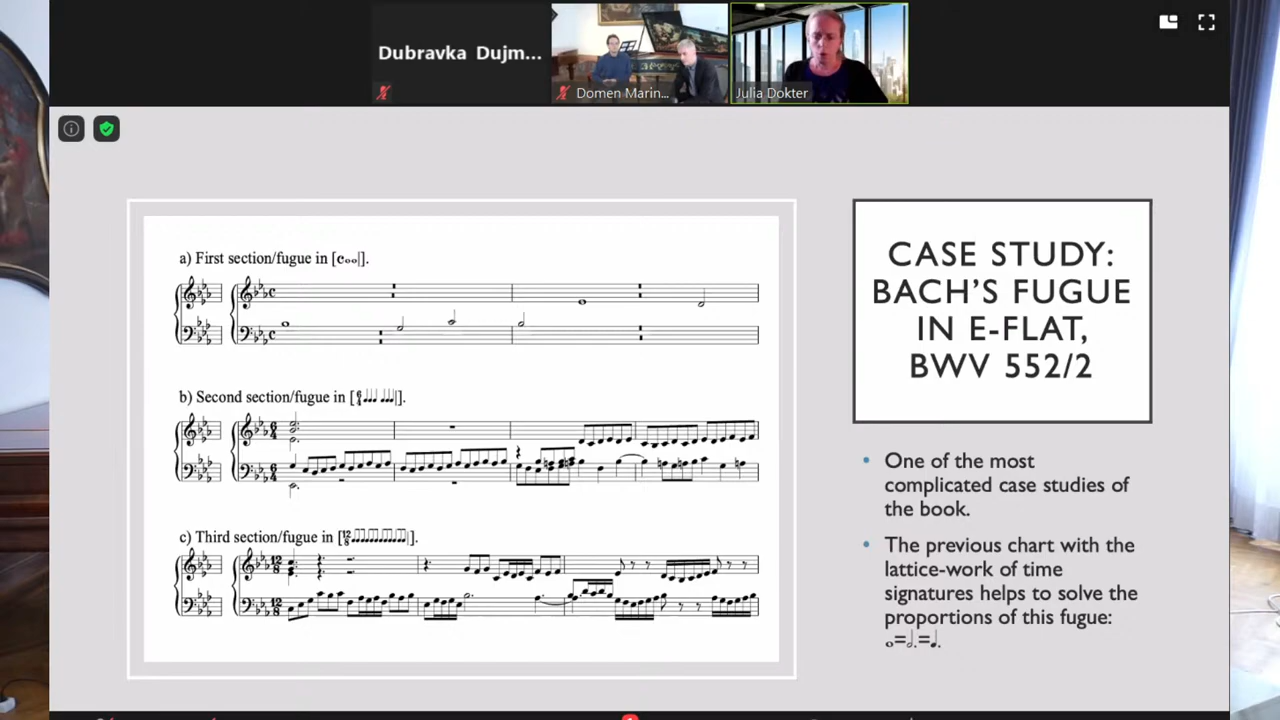 Dubravka Dujm...
Domen Marin...
Julia Dokter
a) First section/fugue in [c𝅝𝅝|].
b) Second section/fugue in [6/4 ♩♩♩ ♩♩♩|].
c) Third section/fugue in [12/8 ♫♫♫♫♫♫|].
CASE STUDY:
BACH'S FUGUE
IN E-FLAT,
BWV 552/2
• One of the most
complicated case studies of
the book.
• The previous chart with the
lattice-work of time
signatures helps to solve the
proportions of this fugue:
𝅝=𝅗𝅥.=♩.